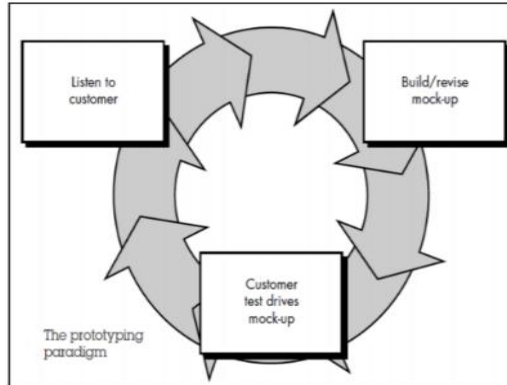 Listen to
customer
Build/revise
mock-up
Customer
test drives
mock-up
The prototyping
paradigm